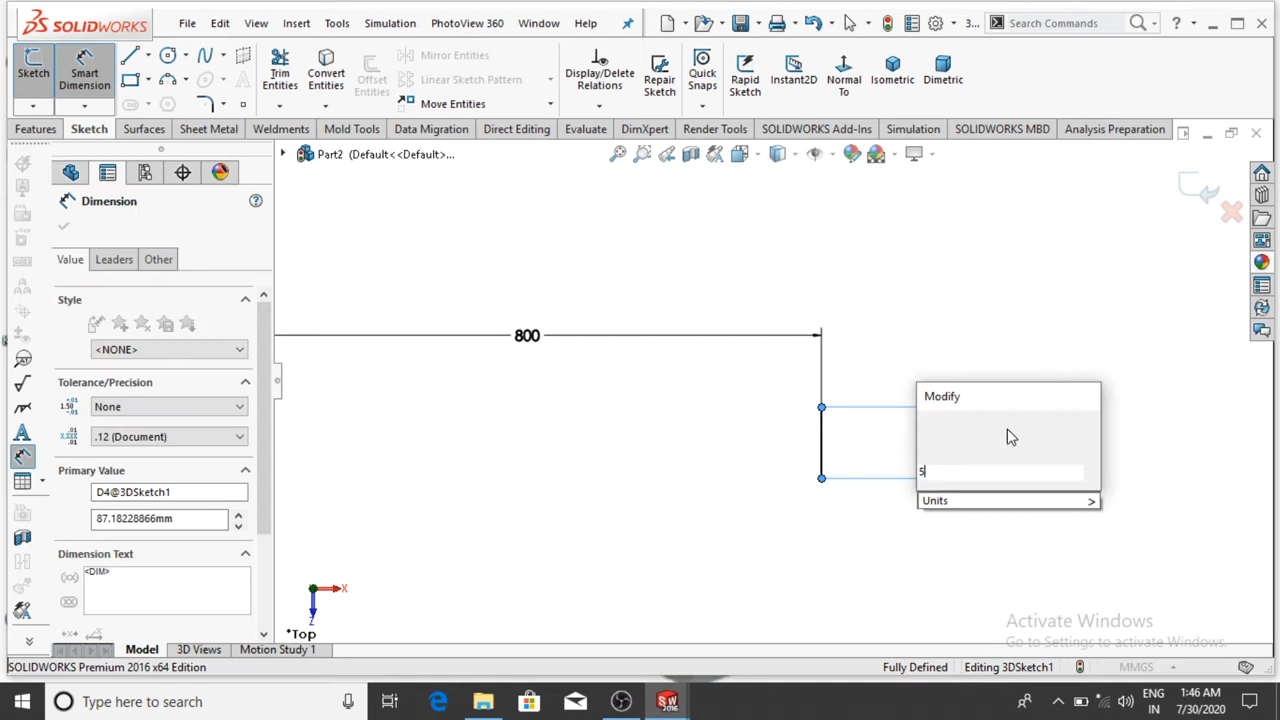 SOLIDWORKS File Edit View Insert Tools Simulation PhotoView 360 Window Help 3... Search Commands ?
Sketch Smart Dimension Trim Entities Convert Entities Offset Entities Mirror Entities Linear Sketch Pattern Move Entities Display/Delete Relations Repair Sketch Quick Snaps Rapid Sketch Instant2D Normal To Isometric Dimetric
Features Sketch Surfaces Sheet Metal Weldments Mold Tools Data Migration Direct Editing Evaluate DimXpert Render Tools SOLIDWORKS Add-Ins Simulation SOLIDWORKS MBD Analysis Preparation
Part2 (Default<<Default>...
Dimension
Value Leaders Other
Style
<NONE>
Tolerance/Precision
None
.12 (Document)
Primary Value
D4@3DSketch1
87.18228866mm
Dimension Text
<DIM>
800
Modify
5
Units >
X
Z
*Top
Activate Windows
Go to Settings to activate Windows.
Model 3D Views Motion Study 1
SOLIDWORKS Premium 2016 x64 Edition Fully Defined Editing 3DSketch1 MMGS
Type here to search ENG IN 1:46 AM 7/30/2020